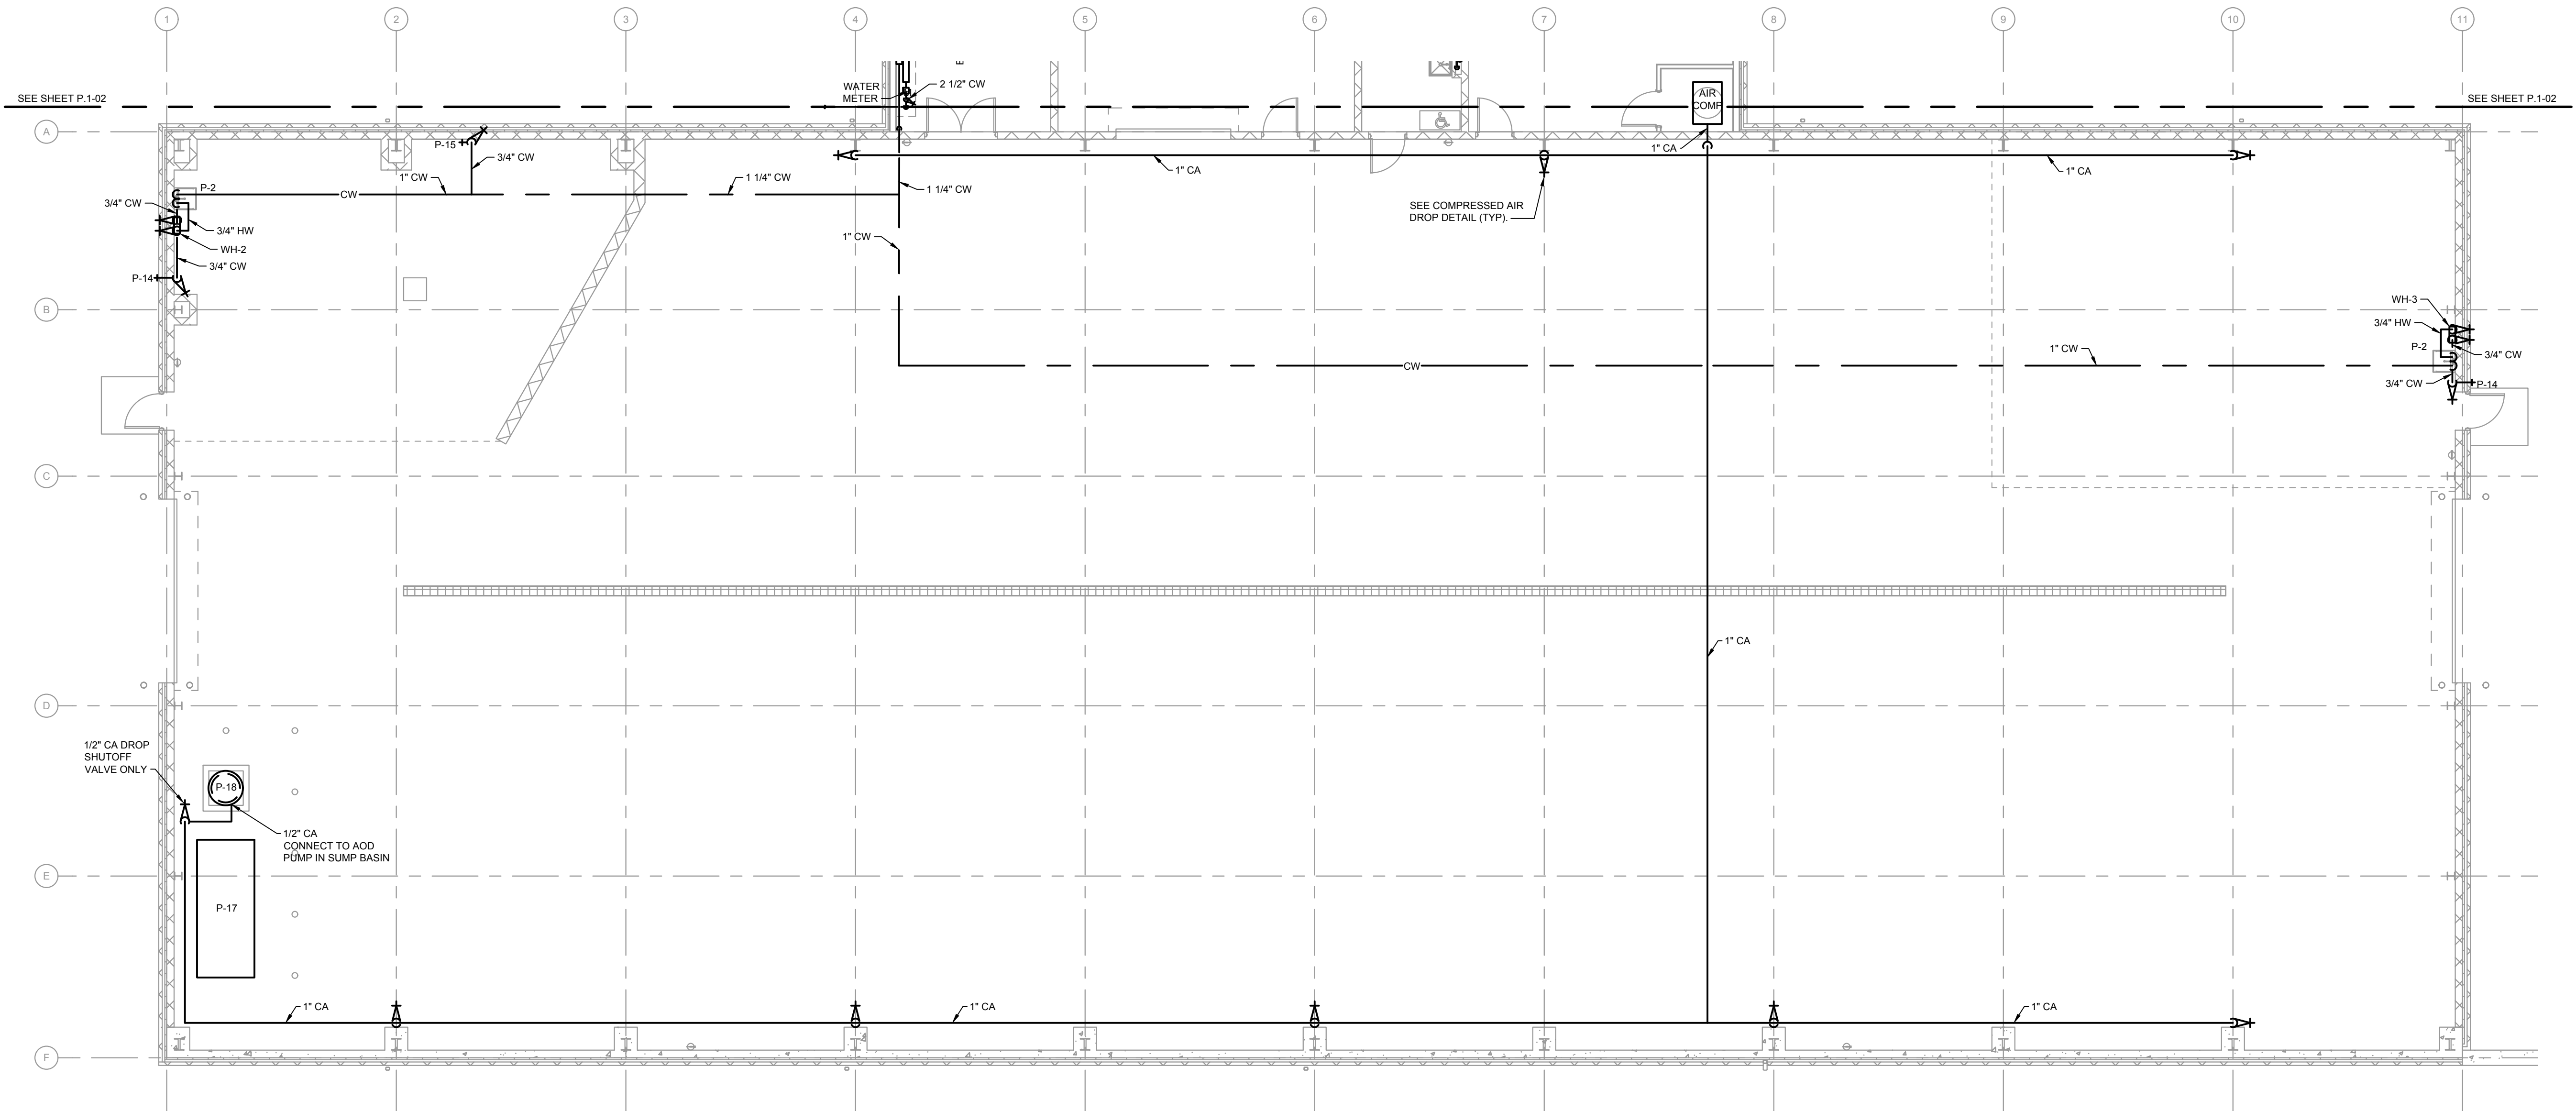 1
2
3
4
5
6
7
8
9
10
11
SEE SHEET P.1-02
WATER
METER
2 1/2" CW
AIR
COMP
SEE SHEET P.1-02
A
P-15
3/4" CW
1" CA
1" CA
1" CA
1" CW
1 1/4" CW
1 1/4" CW
P-2
CW
3/4" CW
3/4" HW
WH-2
3/4" CW
P-14
1" CW
SEE COMPRESSED AIR
DROP DETAIL (TYP).
B
WH-3
3/4" HW
P-2
3/4" CW
3/4" CW
P-14
CW
1" CW
C
1" CA
D
1/2" CA DROP
SHUTOFF
VALVE ONLY
P-18
1/2" CA
CONNECT TO AOD
PUMP IN SUMP BASIN
E
P-17
1" CA
1" CA
1" CA
F